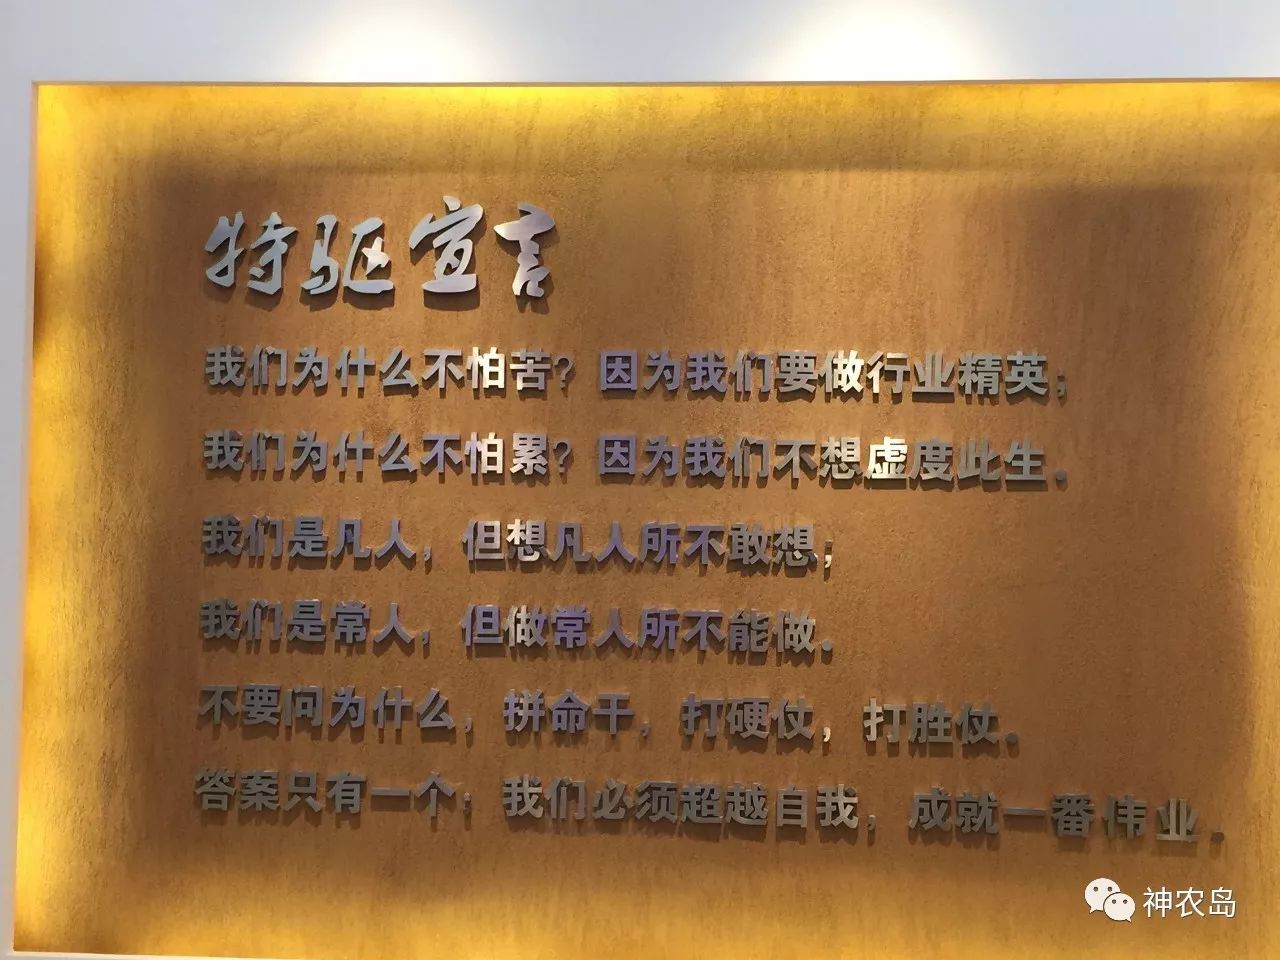 特驱宣言
我们为什么不怕苦？因为我们要做行业精英；
我们为什么不怕累？因为我们不想虚度此生。
我们是凡人，但想凡人所不敢想；
我们是常人，但做常人所不能做。
不要问为什么，拼命干，打硬仗，打胜仗。
答案只有一个：我们必须超越自我，成就一番伟业。
神农岛